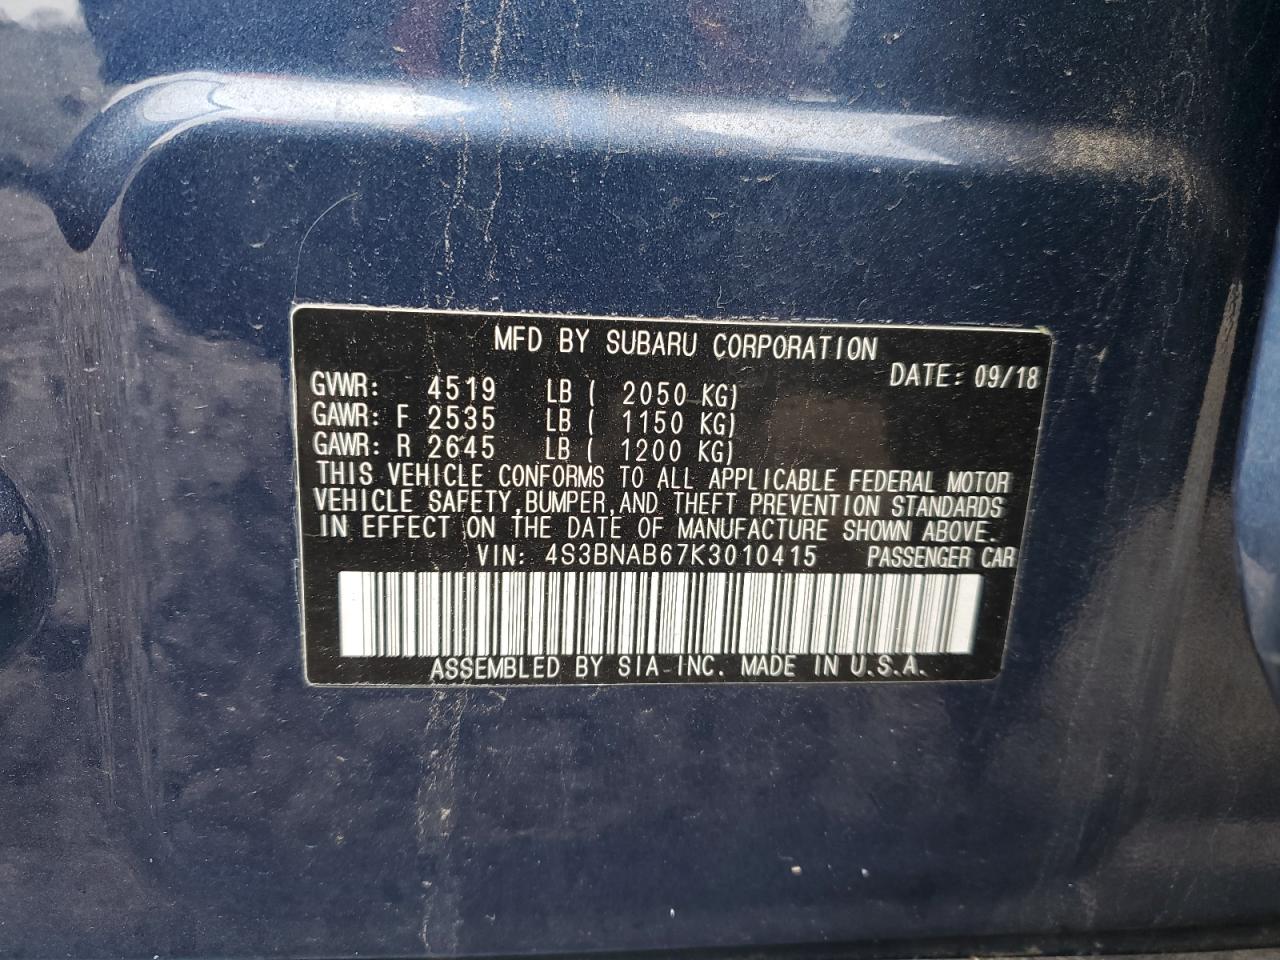 MFD BY SUBARU CORPORATION
DATE: 09/18
GVWR: 4519 LB ( 2050 KG)
GAWR: F 2535 LB ( 1150 KG)
GAWR: R 2645 LB ( 1200 KG)
THIS VEHICLE CONFORMS TO ALL APPLICABLE FEDERAL MOTOR
VEHICLE SAFETY, BUMPER, AND THEFT PREVENTION STANDARDS
IN EFFECT ON THE DATE OF MANUFACTURE SHOWN ABOVE.
VIN: 4S3BNAB67K3010415 PASSENGER CAR
ASSEMBLED BY SIA INC. MADE IN U.S.A.